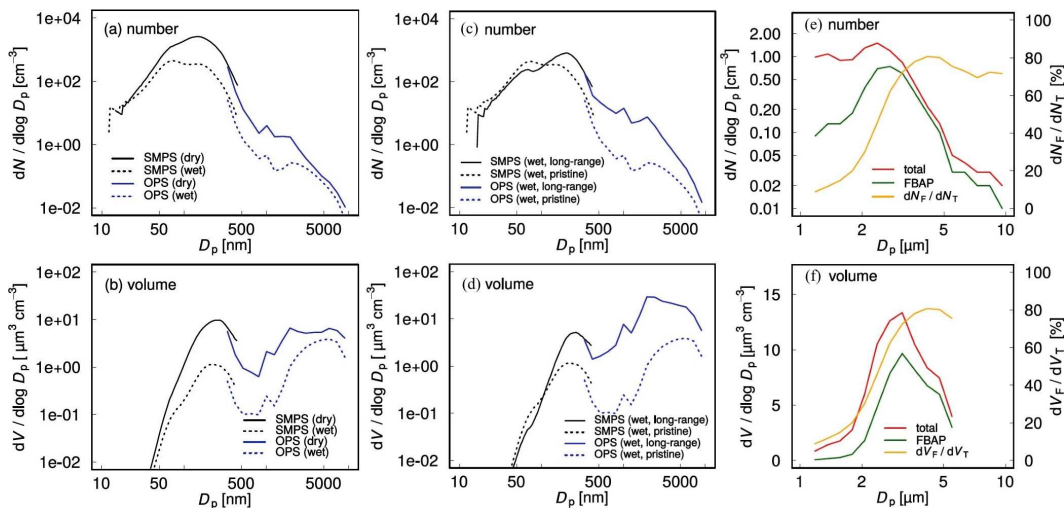 (a) number
dN / dlog Dp [cm⁻³]
1e+04
1e+02
1e+00
1e-02
SMPS (dry)
SMPS (wet)
OPS (dry)
OPS (wet)
10 50 500 5000
Dp [nm]
(c) number
dN / dlog Dp [cm⁻³]
1e+04
1e+02
1e+00
1e-02
SMPS (wet, long-range)
SMPS (wet, pristine)
OPS (wet, long-range)
OPS (wet, pristine)
10 50 500 5000
Dp [nm]
(e) number
dN / dlog Dp [cm⁻³]
2.00
1.00
0.50
0.10
0.05
0.02
0.01
total
FBAP
dNF / dNT
100
80
60
40
20
0
dNF / dNT [%]
1 2 5 10
Dp [µm]
(b) volume
dV / dlog Dp [ µm³ cm⁻³]
1e+02
1e+01
1e+00
1e-01
1e-02
SMPS (dry)
SMPS (wet)
OPS (dry)
OPS (wet)
10 50 500 5000
Dp [nm]
(d) volume
dV / dlog Dp [ µm³ cm⁻³]
1e+02
1e+01
1e+00
1e-01
1e-02
SMPS (wet, long-range)
SMPS (wet, pristine)
OPS (wet, long-range)
OPS (wet, pristine)
10 50 500 5000
Dp [nm]
(f) volume
dV / dlog Dp [ µm³ cm⁻³]
15
10
5
0
total
FBAP
dVF / dVT
100
80
60
40
20
0
dVF / dVT [%]
1 2 5 10
Dp [µm]